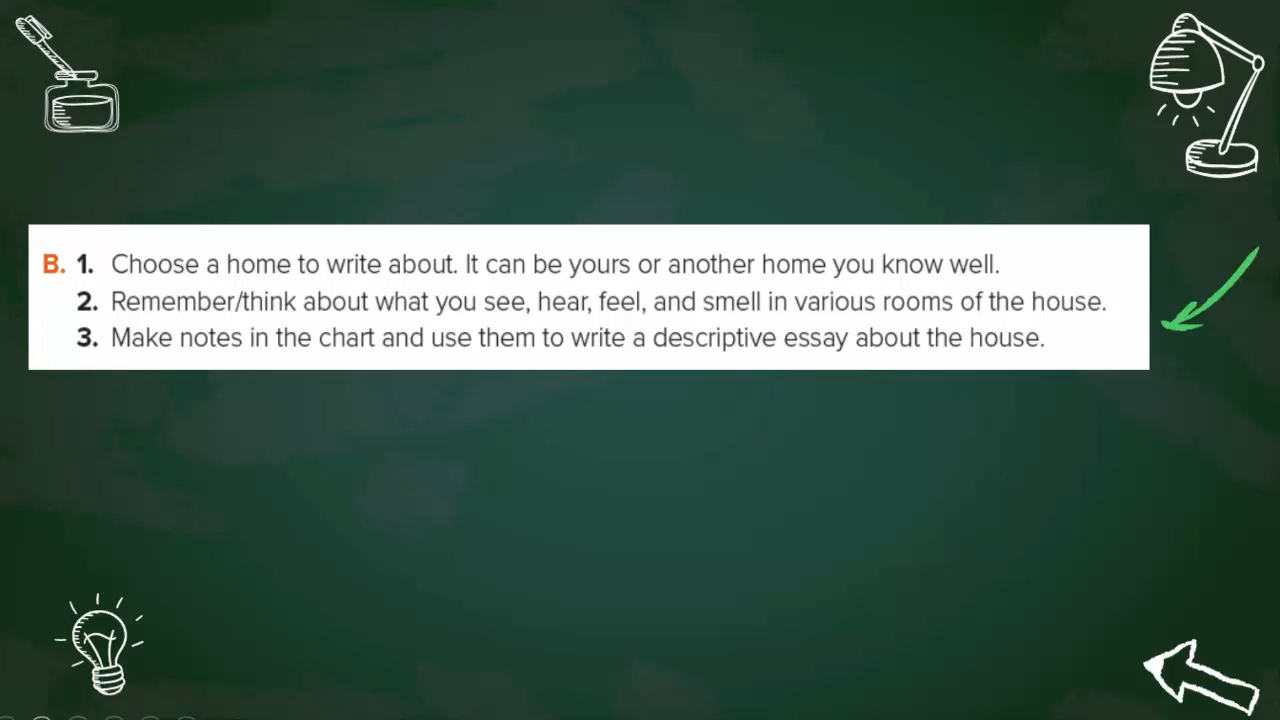 B. 1. Choose a home to write about. It can be yours or another home you know well.
2. Remember/think about what you see, hear, feel, and smell in various rooms of the house.
3. Make notes in the chart and use them to write a descriptive essay about the house.